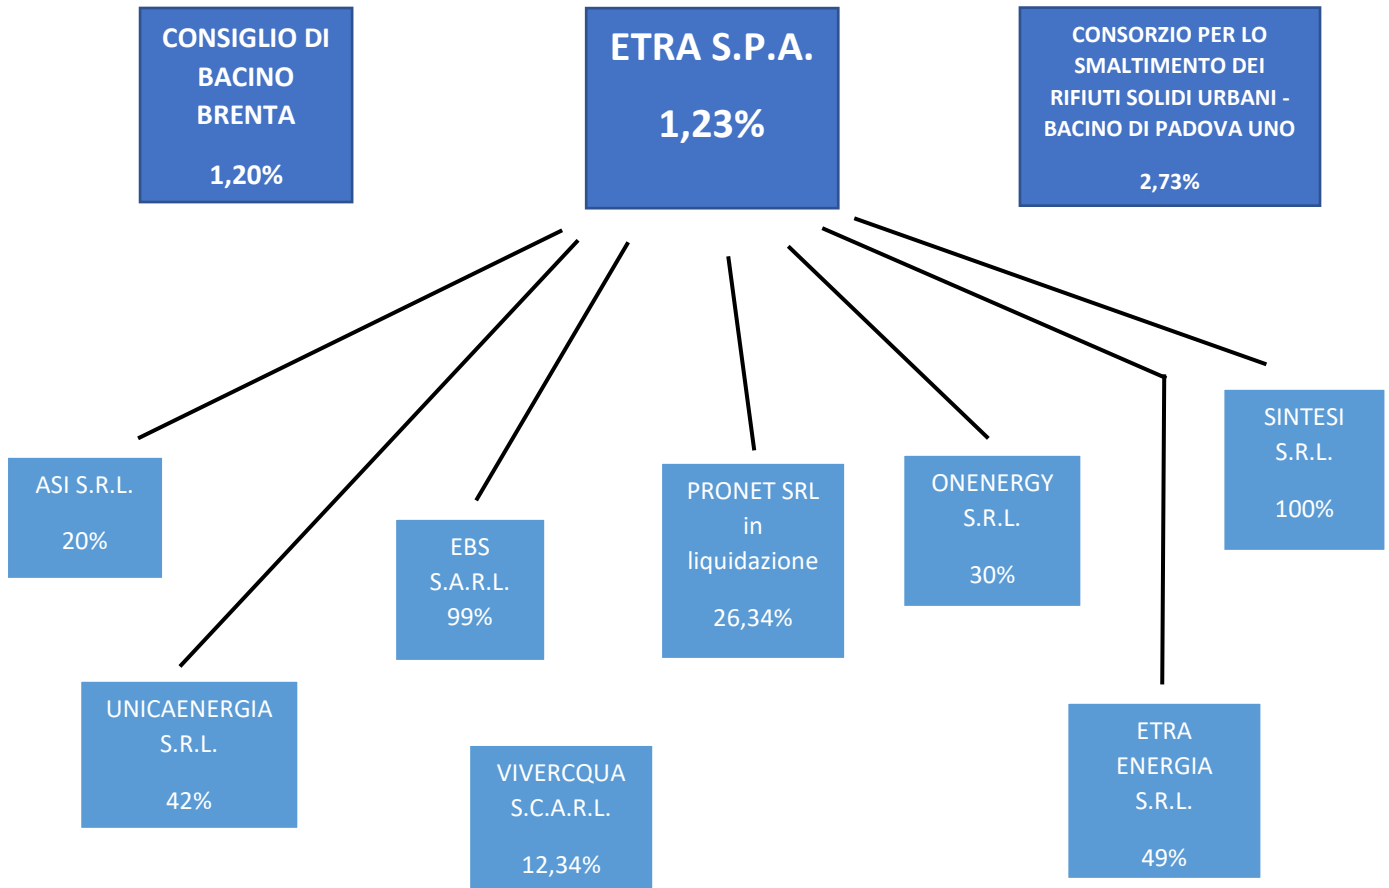 CONSIGLIO DI
BACINO
BRENTA
1,20%
ETRA S.P.A.
1,23%
CONSORZIO PER LO
SMALTIMENTO DEI
RIFIUTI SOLIDI URBANI -
BACINO DI PADOVA UNO
2,73%
ASI S.R.L.
20%
UNICAENERGIA
S.R.L.
42%
EBS
S.A.R.L.
99%
VIVERCQUA
S.C.A.R.L.
12,34%
PRONET SRL
in
liquidazione
26,34%
ONENERGY
S.R.L.
30%
ETRA
ENERGIA
S.R.L.
49%
SINTESI
S.R.L.
100%